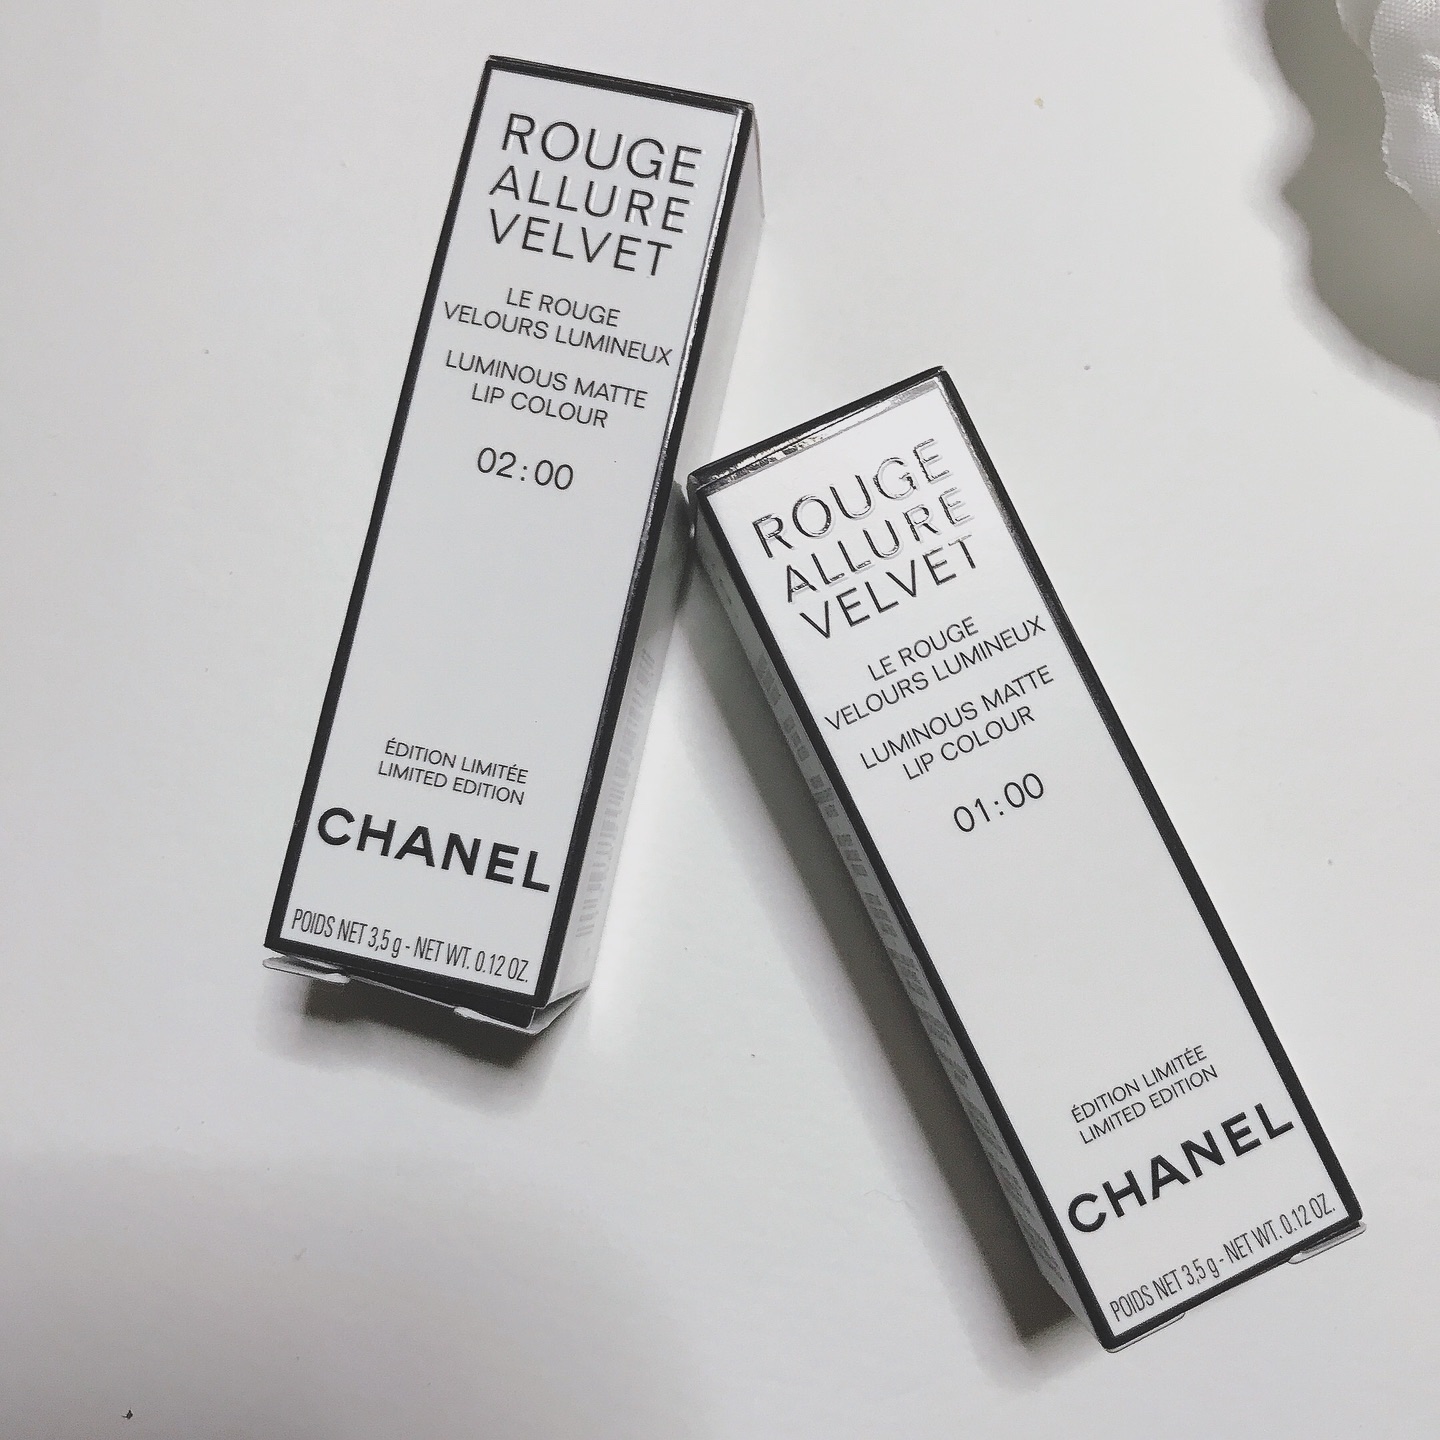 ROUGE
ALLURE
VELVET
LE ROUGE
VELOURS LUMINEUX
LUMINOUS MATTE
LIP COLOUR
02:00
ÉDITION LIMITÉE
LIMITED EDITION
CHANEL
POIDS NET 3,5 g - NET WT. 0.12 OZ.
ROUGE
ALLURE
VELVET
LE ROUGE
VELOURS LUMINEUX
LUMINOUS MATTE
LIP COLOUR
01:00
ÉDITION LIMITÉE
LIMITED EDITION
CHANEL
POIDS NET 3,5 g - NET WT. 0.12 OZ.